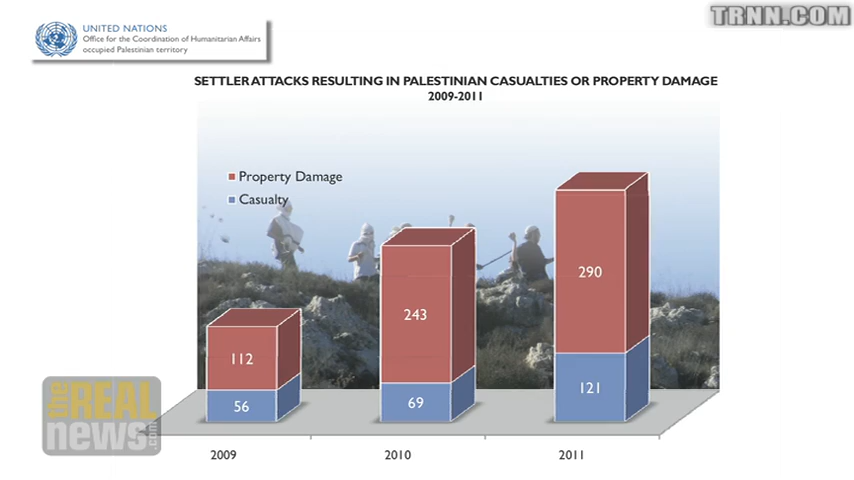 TRNN.COM
UNITED NATIONS
Office for the Coordination of Humanitarian Affairs
occupied Palestinian territory
SETTLER ATTACKS RESULTING IN PALESTINIAN CASUALTIES OR PROPERTY DAMAGE
2009-2011
Property Damage
Casualty
290
243
112
121
69
56
the REAL
news.com
2009
2010
2011